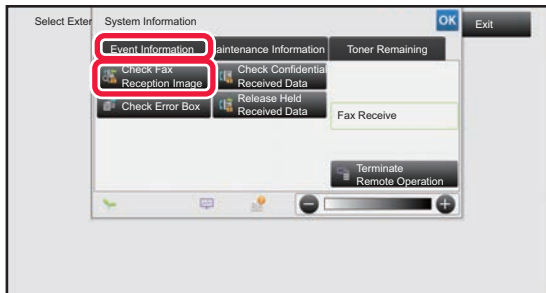 Select Exter
System Information
OK
Exit
Event Information
aintenance Information
Toner Remaining
Check Fax
Reception Image
Check Confidential
Received Data
Check Error Box
Release Held
Received Data
Fax Receive
Terminate
Remote Operation